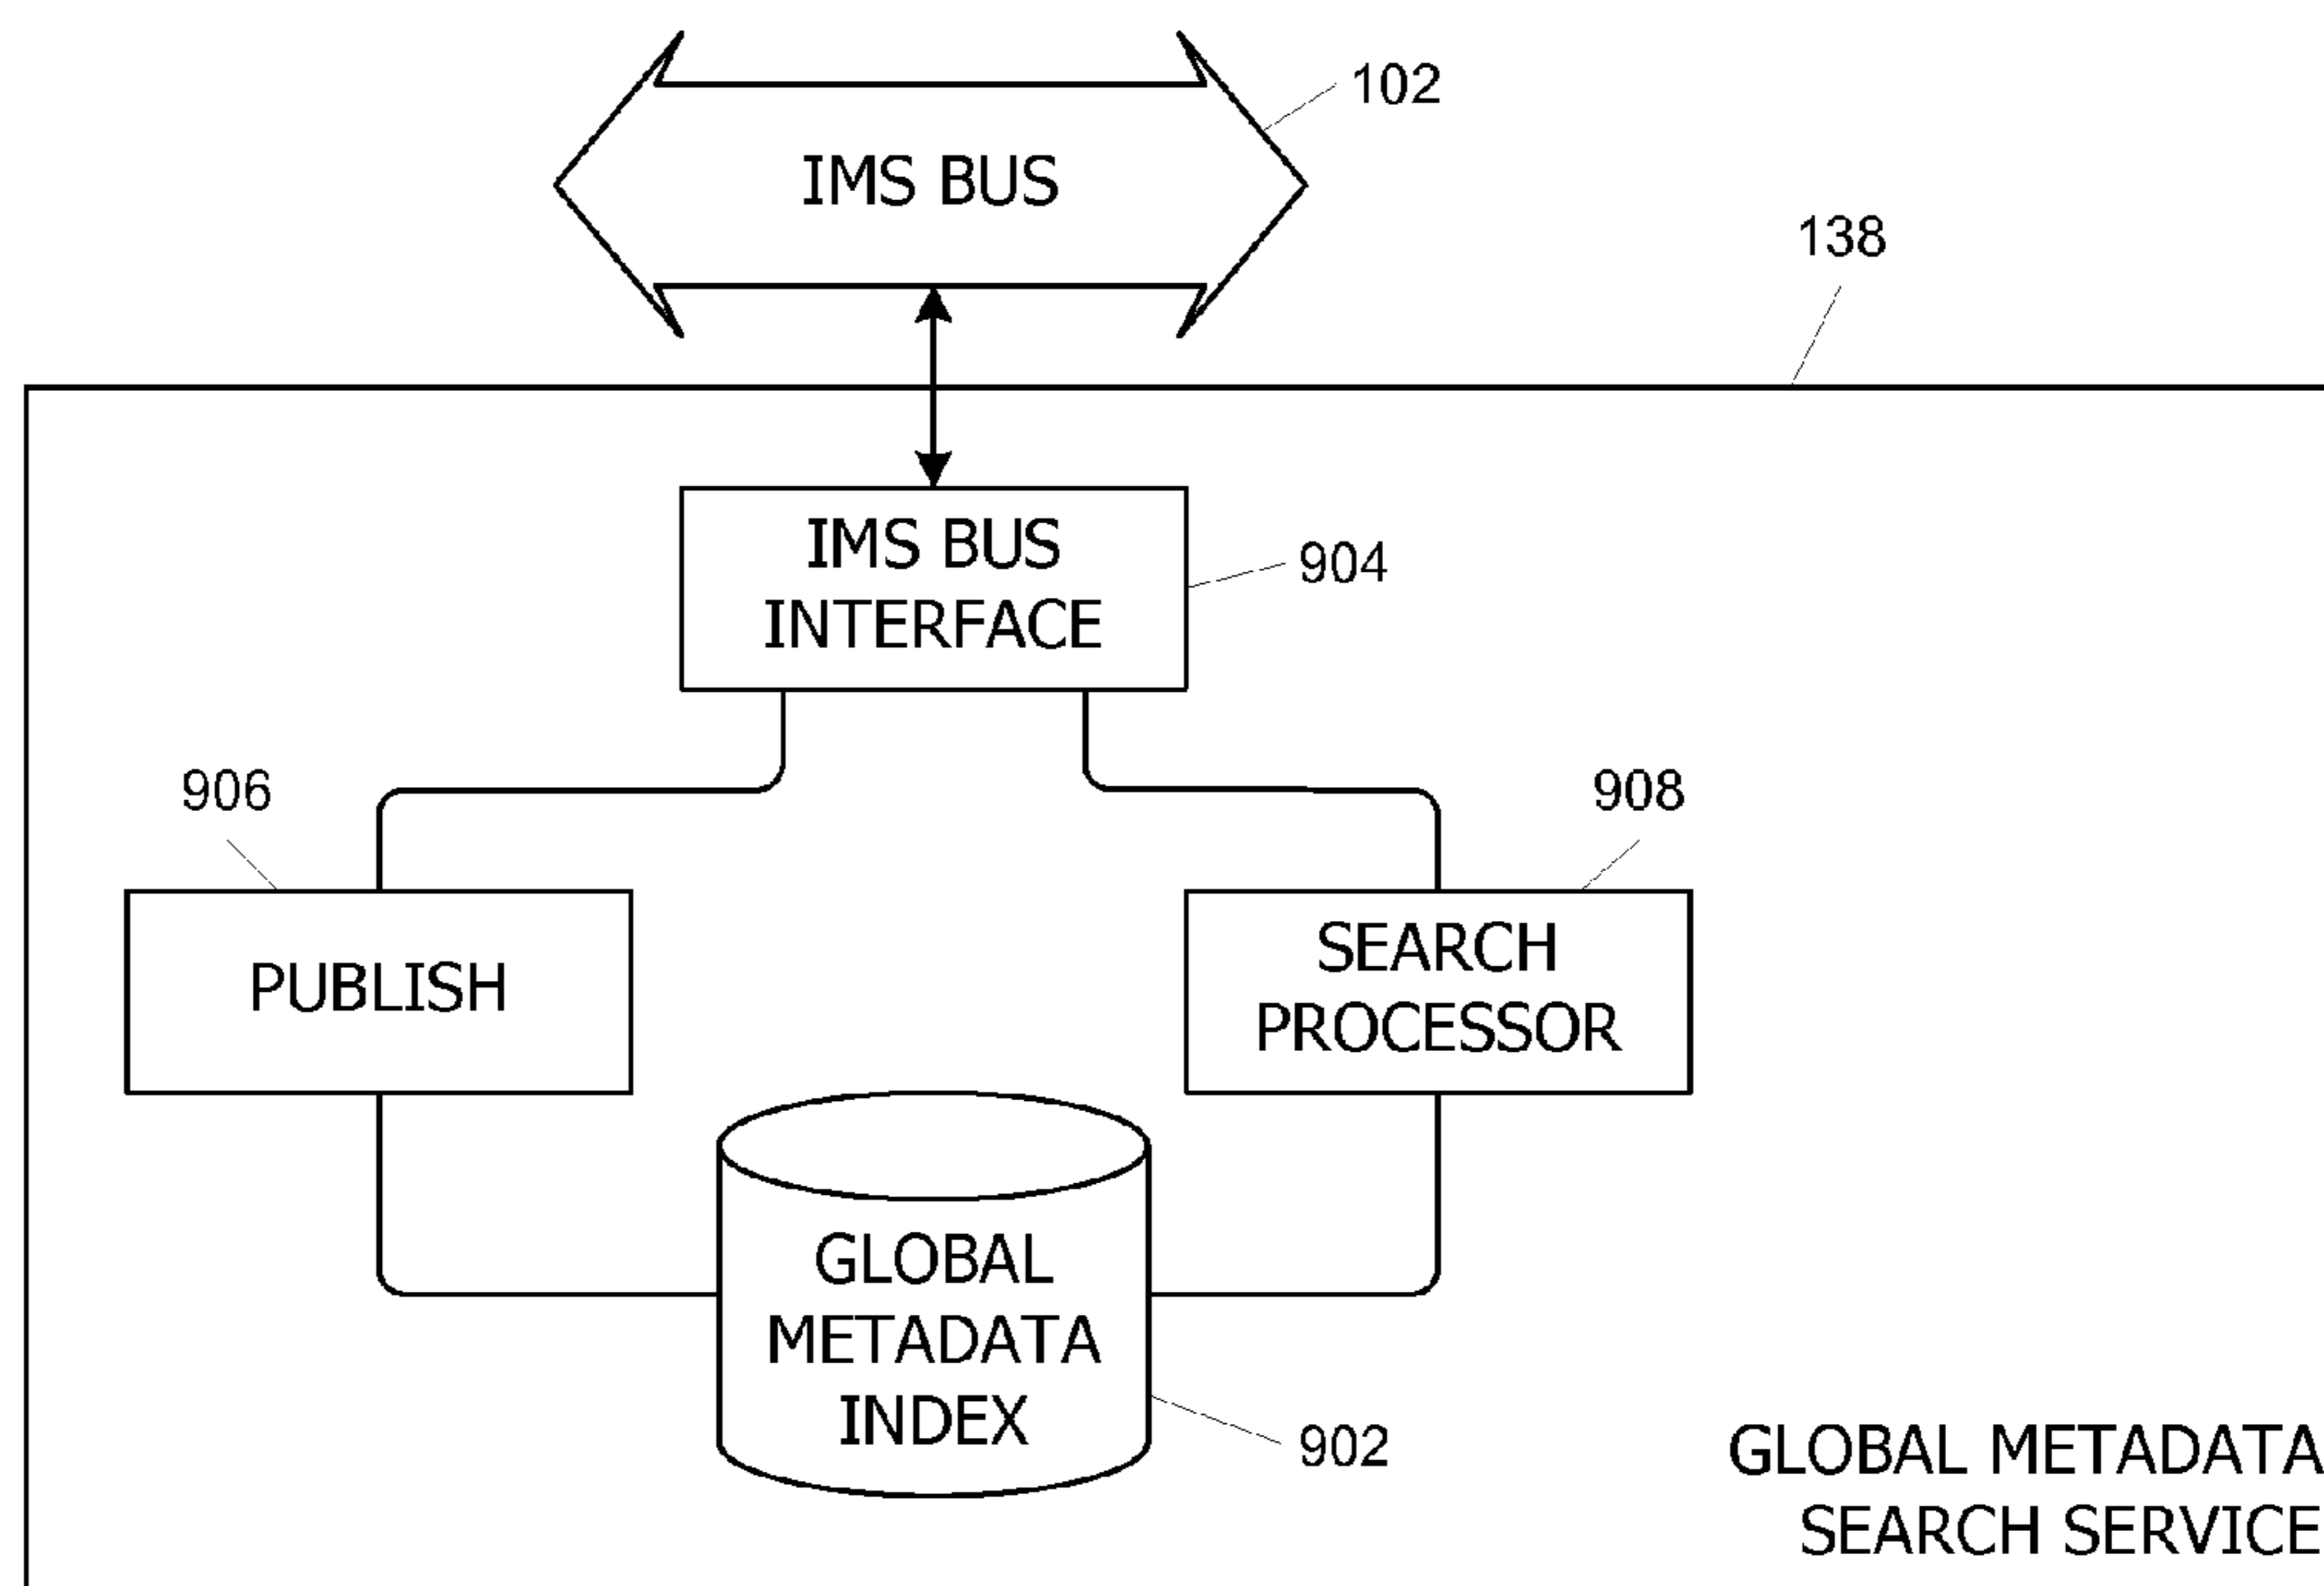 102
IMS BUS
138
IMS BUS
INTERFACE
904
906
908
PUBLISH
SEARCH
PROCESSOR
GLOBAL
METADATA
INDEX
902
GLOBAL METADATA
SEARCH SERVICE